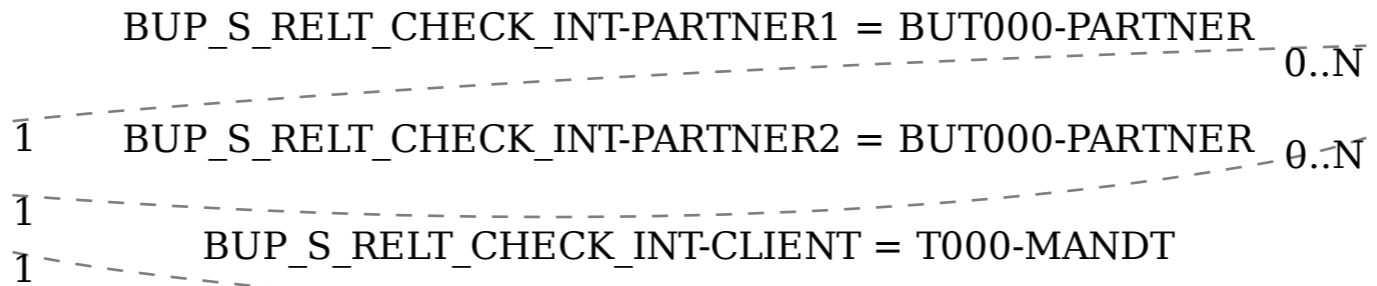 BUP_S_RELT_CHECK_INT-PARTNER1 = BUT000-PARTNER
0..N
1
BUP_S_RELT_CHECK_INT-PARTNER2 = BUT000-PARTNER
0..N
1
BUP_S_RELT_CHECK_INT-CLIENT = T000-MANDT
1